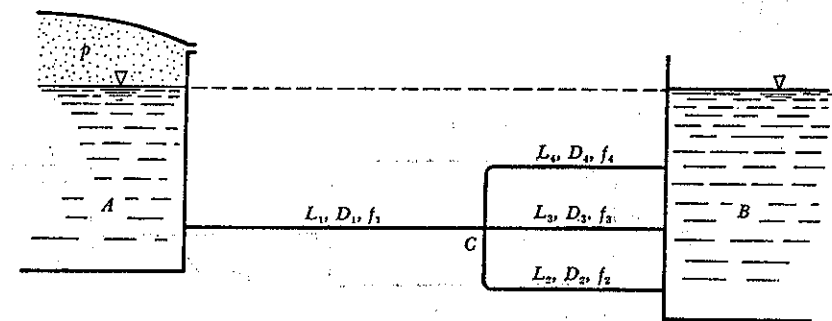 p
L₄, D₄, f₄
A
L₁, D₁, f₁
L₃, D₃, f₃
B
C
L₂, D₂, f₂